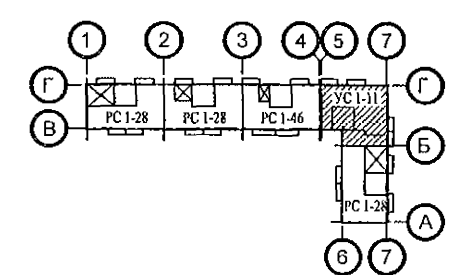 1 2 3 4 5 7
Г УС 1-11 Г
В РС 1-28 РС 1-28 РС 1-46
Б
РС 1-28 А
6 7